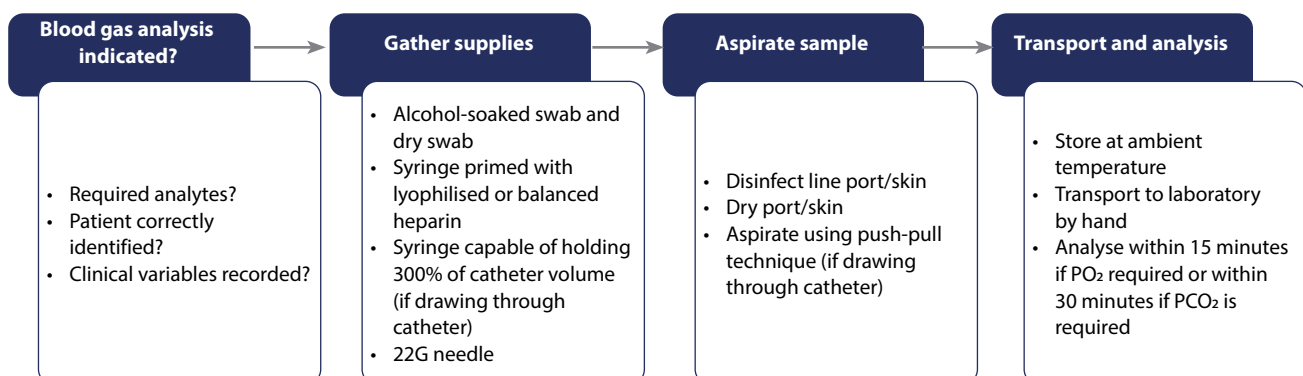 Blood gas analysis
indicated?
• Required analytes?
• Patient correctly
identified?
• Clinical variables recorded?
Gather supplies
• Alcohol-soaked swab and
dry swab
• Syringe primed with
lyophilised or balanced
heparin
• Syringe capable of holding
300% of catheter volume
(if drawing through
catheter)
• 22G needle
Aspirate sample
• Disinfect line port/skin
• Dry port/skin
• Aspirate using push-pull
technique (if drawing
through catheter)
Transport and analysis
• Store at ambient
temperature
• Transport to laboratory
by hand
• Analyse within 15 minutes
if PO₂ required or within
30 minutes if PCO₂ is
required